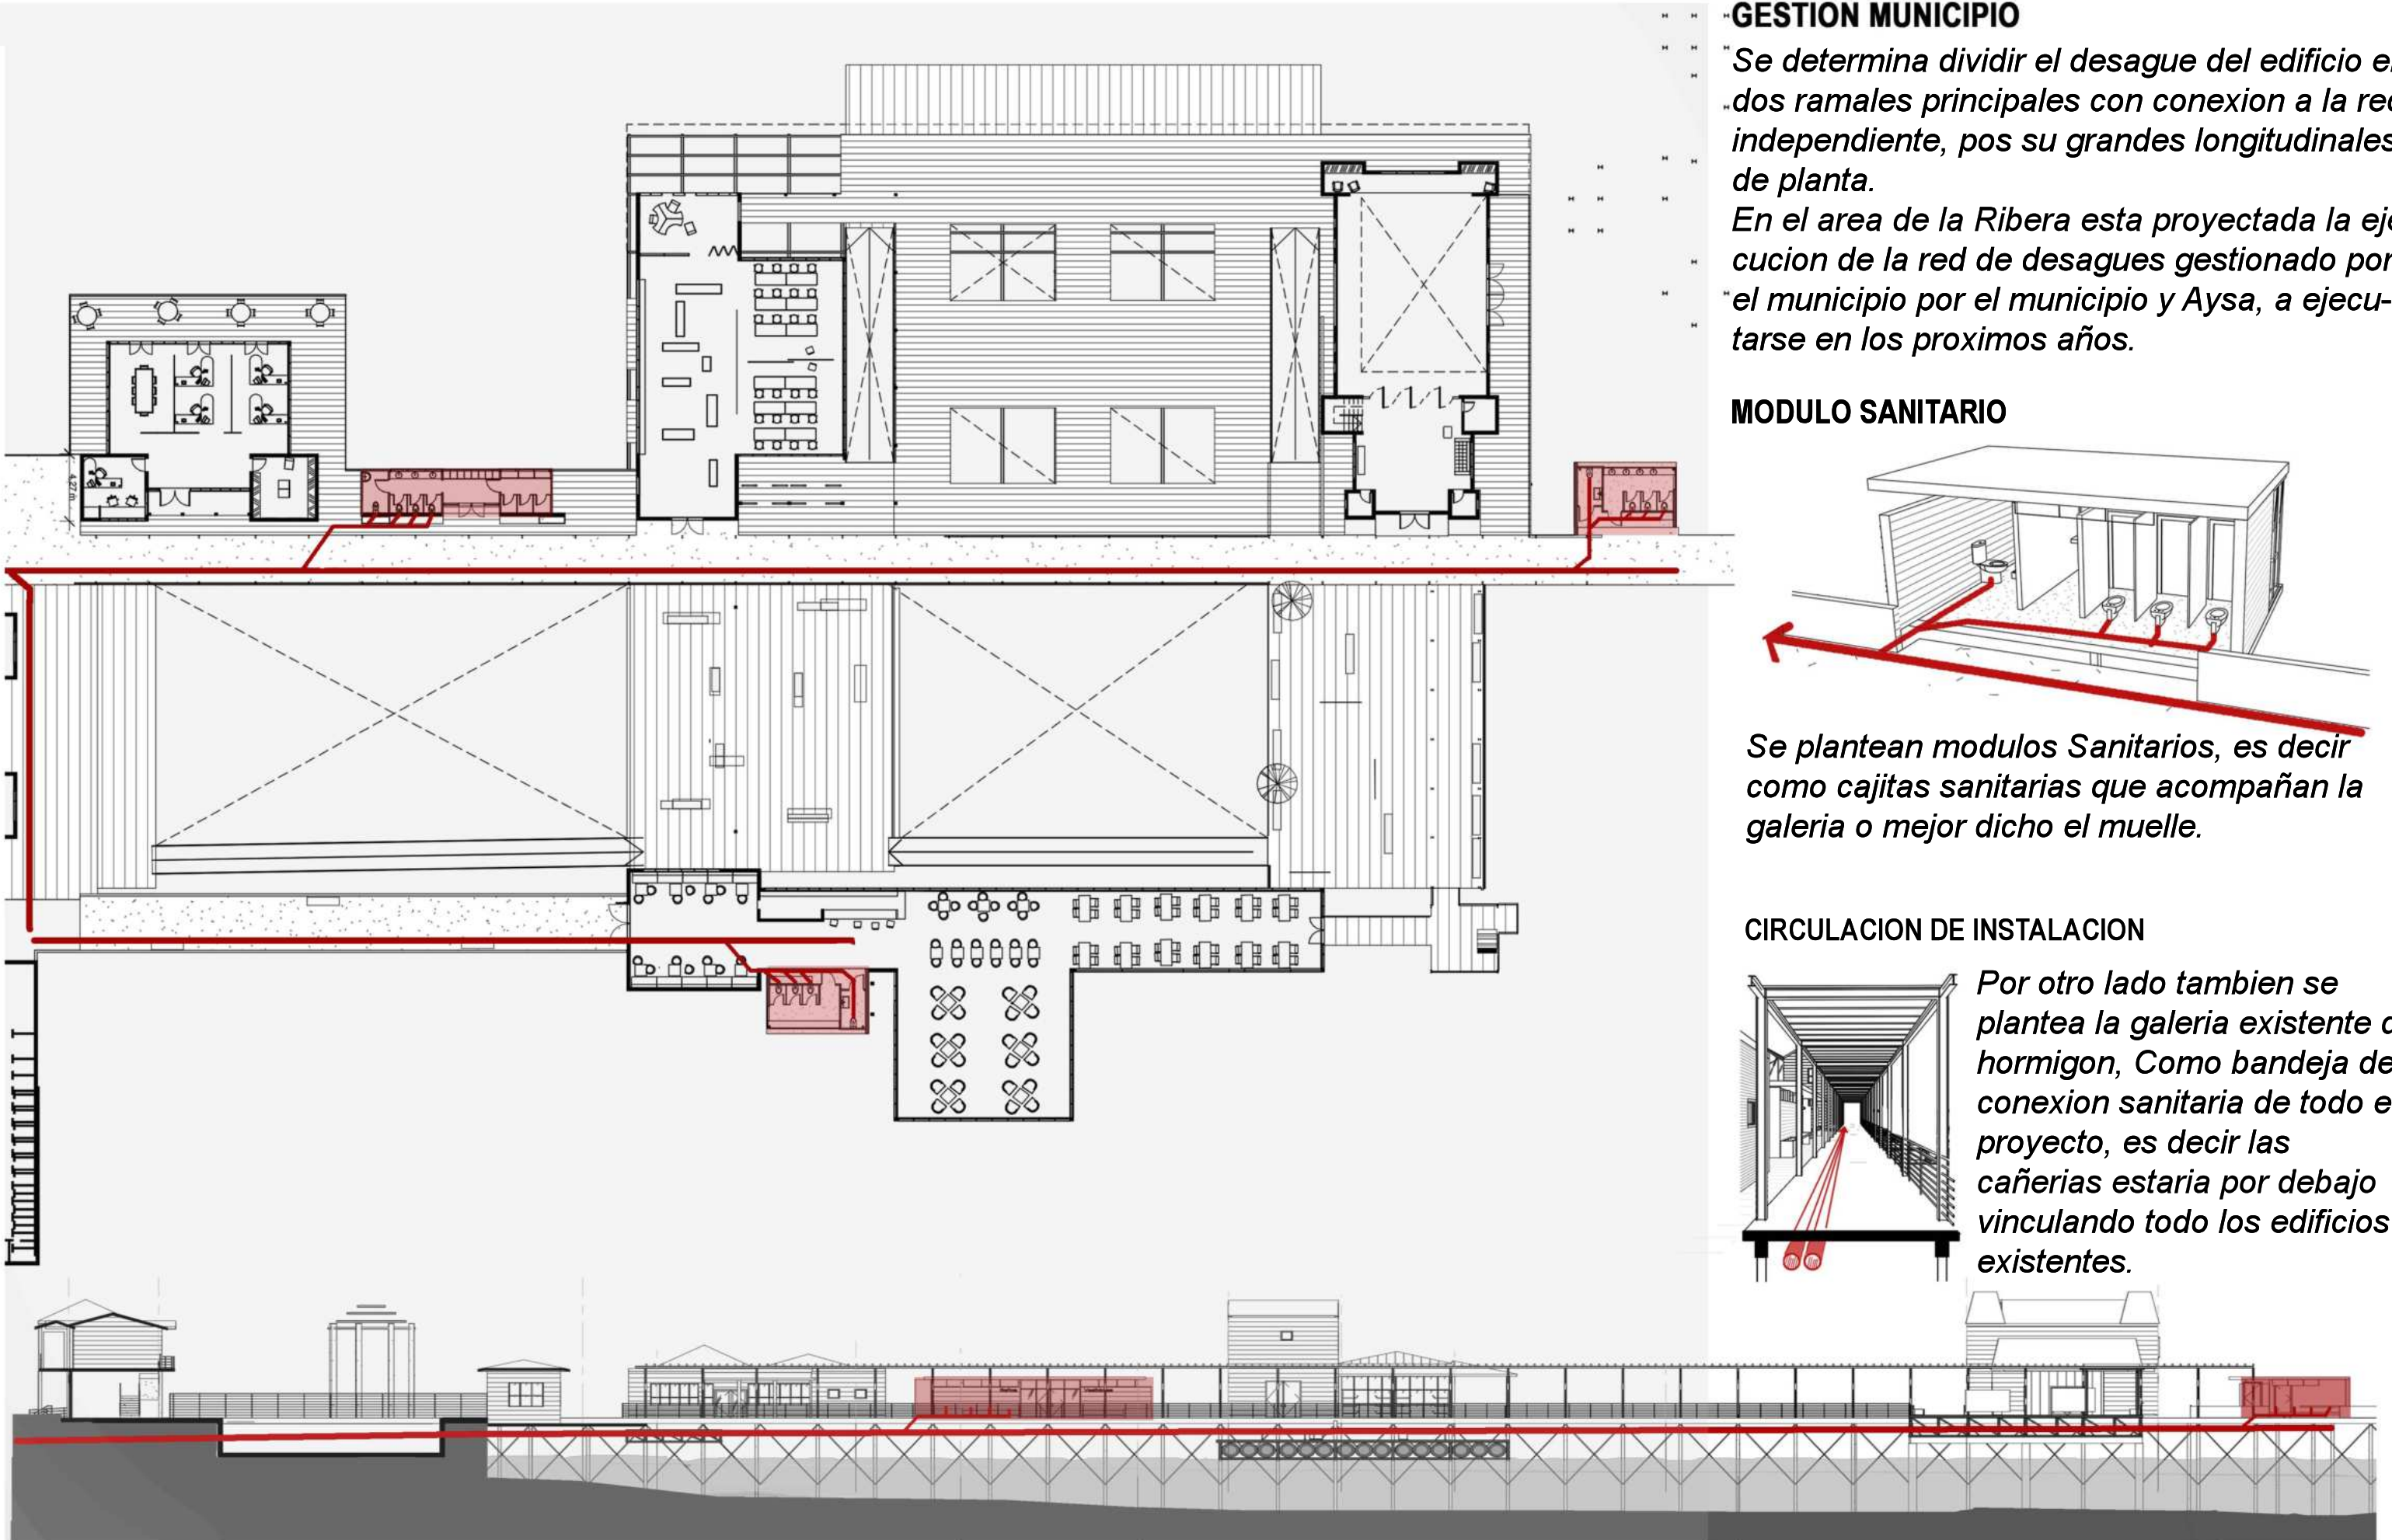 GESTION MUNICIPIO
Se determina dividir el desague del edificio e
dos ramales principales con conexion a la re
independiente, pos su grandes longitudinales
de planta.
En el area de la Ribera esta proyectada la eje
cucion de la red de desagues gestionado por
el municipio por el municipio y Aysa, a ejecu-
tarse en los proximos años.
MODULO SANITARIO
Se plantean modulos Sanitarios, es decir
como cajitas sanitarias que acompañan la
galeria o mejor dicho el muelle.
CIRCULACION DE INSTALACION
Por otro lado tambien se
plantea la galeria existente d
hormigon, Como bandeja de
conexion sanitaria de todo e
proyecto, es decir las
cañerias estaria por debajo
vinculando todo los edificios
existentes.
4.27 m